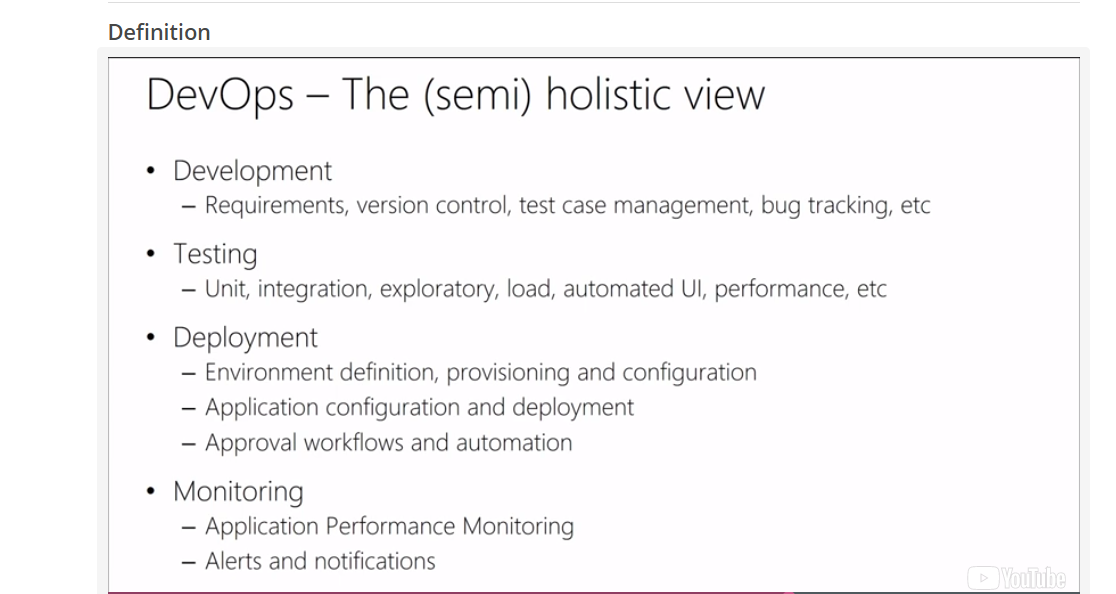 Definition
DevOps – The (semi) holistic view
• Development
– Requirements, version control, test case management, bug tracking, etc
• Testing
– Unit, integration, exploratory, load, automated UI, performance, etc
• Deployment
– Environment definition, provisioning and configuration
– Application configuration and deployment
– Approval workflows and automation
• Monitoring
– Application Performance Monitoring
– Alerts and notifications
YouTube